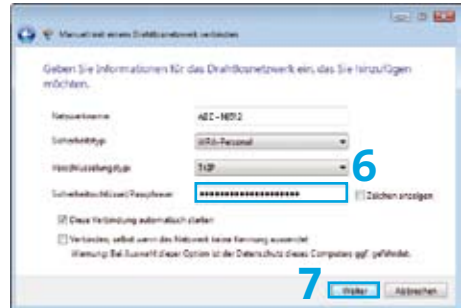 Manuell mit einem Drahtlosnetzwerk verbinden
Geben Sie Informationen für das Drahtlosnetzwerk ein, das Sie hinzufügen
möchten.
Netzwerkname:
Sicherheitstyp: WPA-Personal
Verschlüsselungstyp: TKIP 6
Sicherheitsschlüssel/Passphrase: •••••••••••••••••••• Zeichen anzeigen
Diese Verbindung automatisch starten
Verbinden, selbst wenn das Netzwerk keine Kennung aussendet
Warnung: Bei Auswahl dieser Option ist der Datenschutz dieses Computers ggf. gefährdet.
7 Weiter Abbrechen